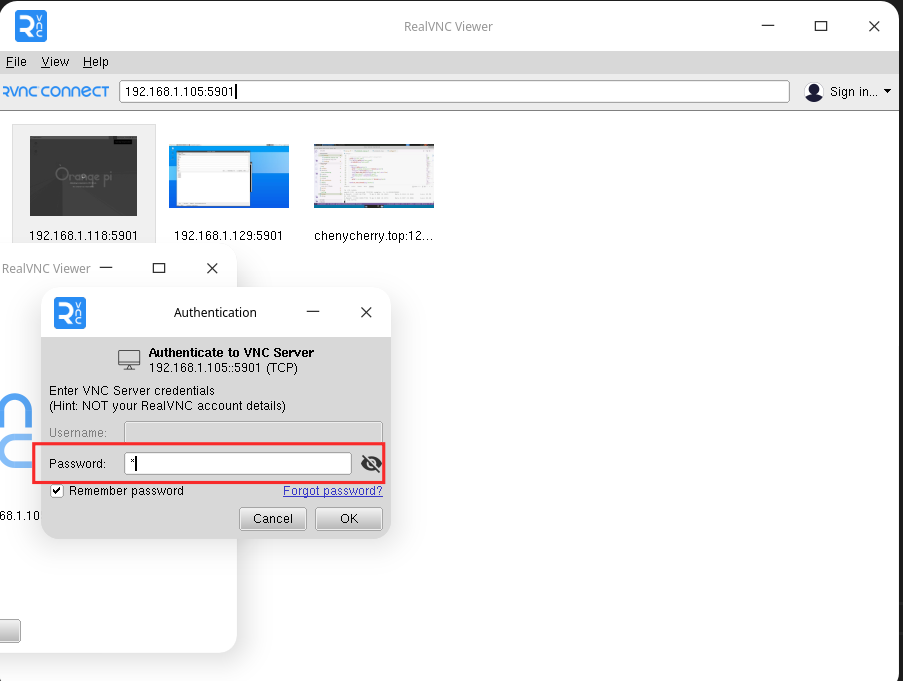 RealVNC Viewer
File View Help
RVNC CONNECT 192.168.1.105:5901 Sign in...
Orange pi
192.168.1.118:5901 192.168.1.129:5901 chenycherry.top:12...
RealVNC Viewer
Authentication
Authenticate to VNC Server
192.168.1.105::5901 (TCP)
Enter VNC Server credentials
(Hint: NOT your RealVNC account details)
Username:
Password: *
Remember password Forgot password?
68.1.10
Cancel OK